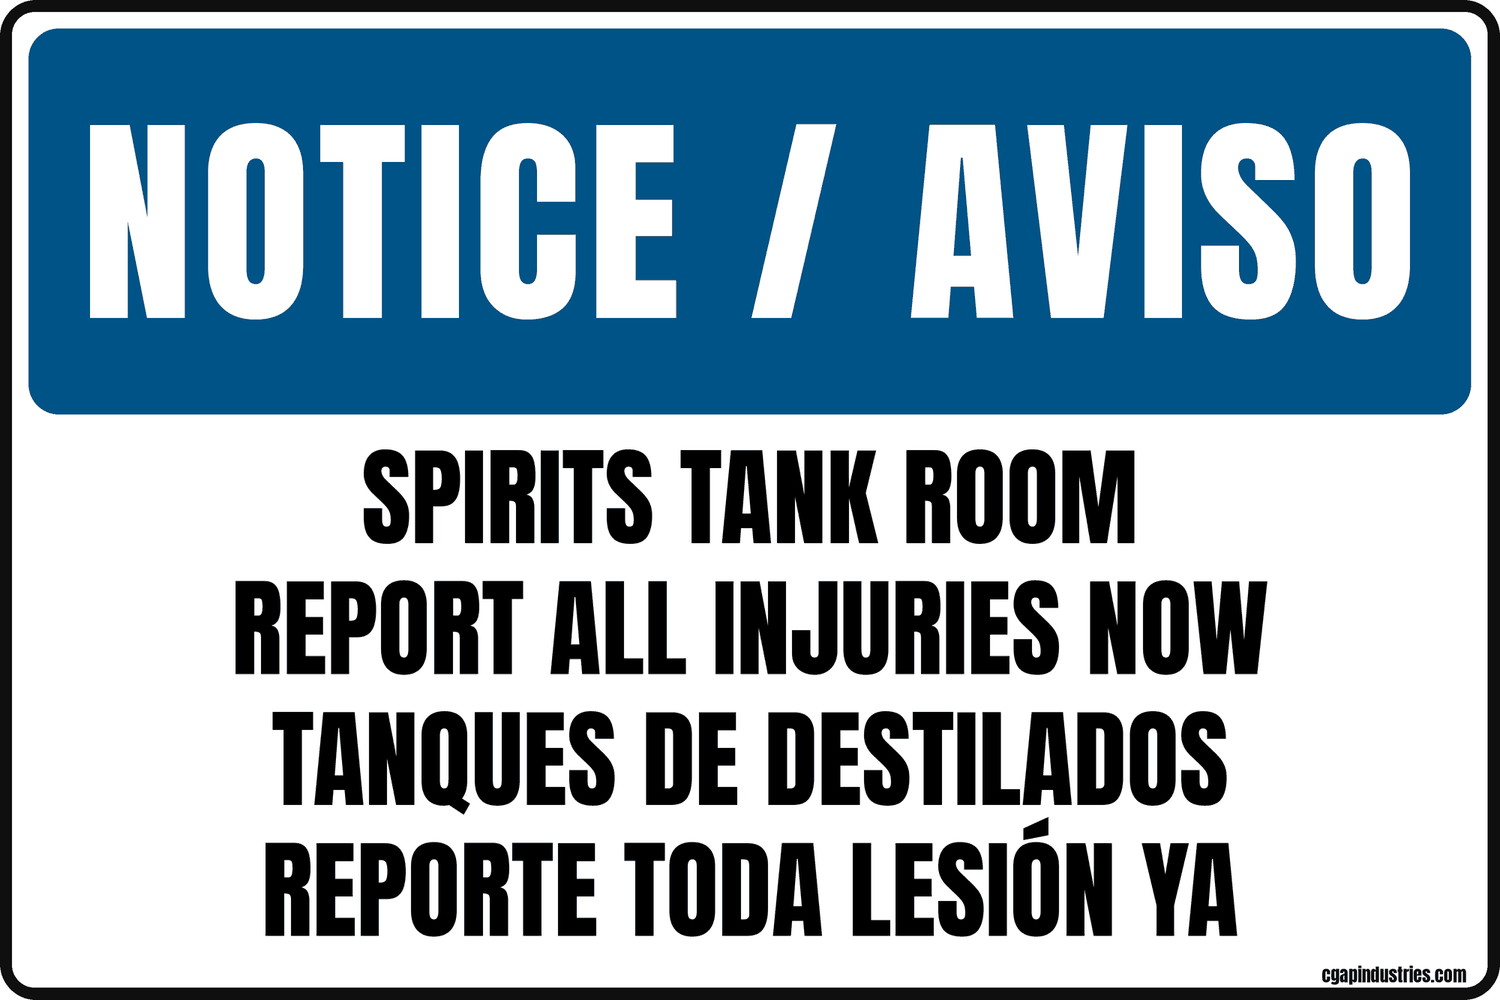 NOTICE / AVISO
SPIRITS TANK ROOM
REPORT ALL INJURIES NOW
TANQUES DE DESTILADOS
REPORTE TODA LESIÓN YA
cgapindustries.com